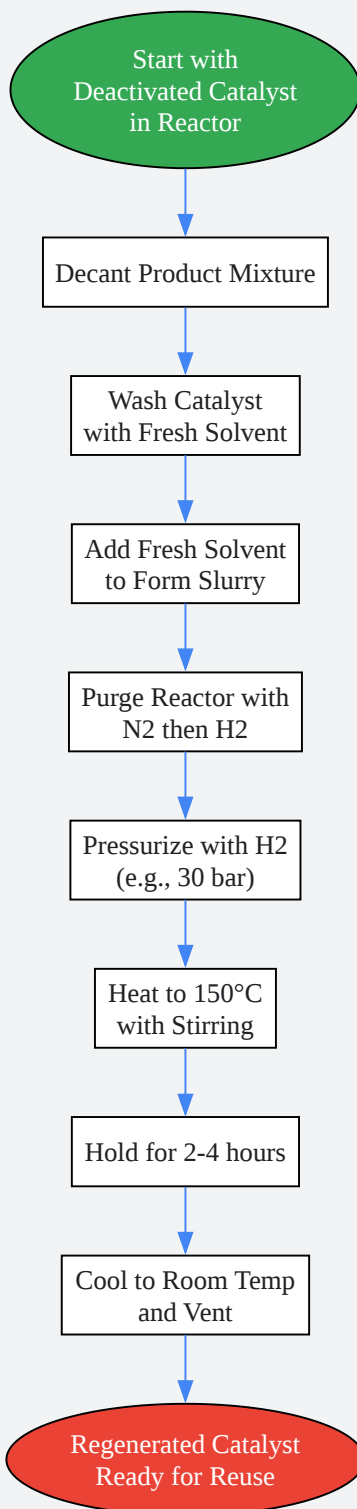 Start with
Deactivated Catalyst
in Reactor
Decant Product Mixture
Wash Catalyst
with Fresh Solvent
Add Fresh Solvent
to Form Slurry
Purge Reactor with
N2 then H2
Pressurize with H2
(e.g., 30 bar)
Heat to 150°C
with Stirring
Hold for 2-4 hours
Cool to Room Temp
and Vent
Regenerated Catalyst
Ready for Reuse